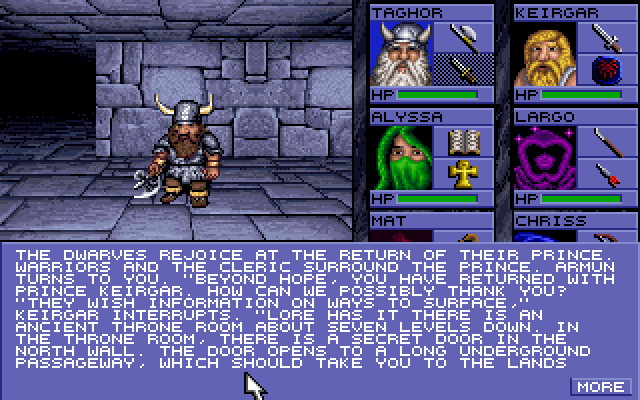 TAGHOR
KEIRGAR
HP
HP
ALYSSA
LARGO
HP
HP
MAT
CHRISS
THE DWARVES REJOICE AT THE RETURN OF THEIR PRINCE.
WARRIORS AND THE CLERIC SURROUND THE PRINCE. ARMUN
TURNS TO YOU. "BEYOND HOPE, YOU HAVE RETURNED WITH
PRINCE KEIRGAR. HOW CAN WE POSSIBLY THANK YOU?
"THEY WISH INFORMATION ON WAYS TO SURFACE,"
KEIRGAR INTERRUPTS. "LORE HAS IT THERE IS AN
ANCIENT THRONE ROOM ABOUT SEVEN LEVELS DOWN. IN
THE THRONE ROOM, THERE IS A SECRET DOOR IN THE
NORTH WALL. THE DOOR OPENS TO A LONG UNDERGROUND
PASSAGEWAY, WHICH SHOULD TAKE YOU TO THE LANDS
MORE